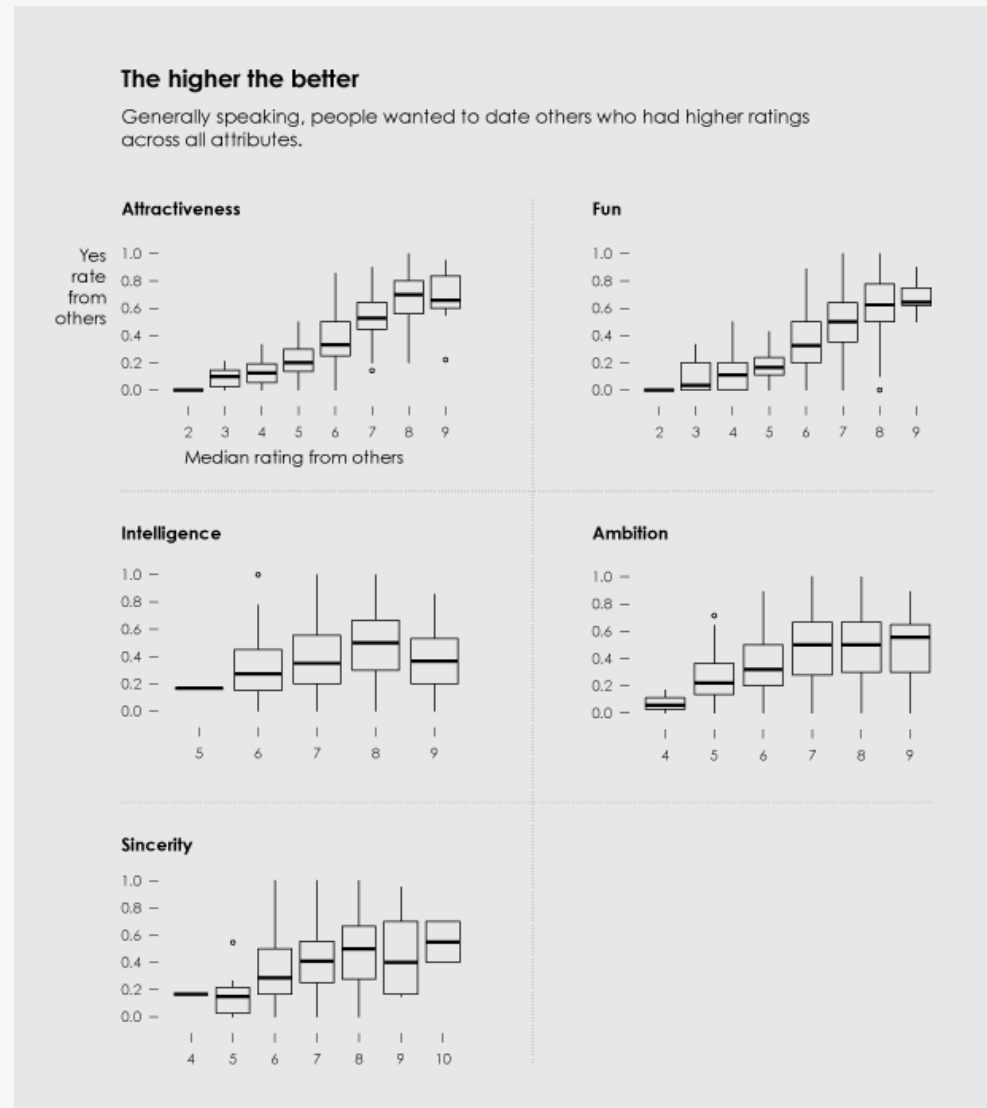 The higher the better
Generally speaking, people wanted to date others who had higher ratings
across all attributes.
Attractiveness
Yes
rate
from
others
1.0
0.8
0.6
0.4
0.2
0.0
2 3 4 5 6 7 8 9
Median rating from others
Fun
1.0
0.8
0.6
0.4
0.2
0.0
2 3 4 5 6 7 8 9
Intelligence
1.0
0.8
0.6
0.4
0.2
0.0
5 6 7 8 9
Ambition
1.0
0.8
0.6
0.4
0.2
0.0
4 5 6 7 8 9
Sincerity
1.0
0.8
0.6
0.4
0.2
0.0
4 5 6 7 8 9 10